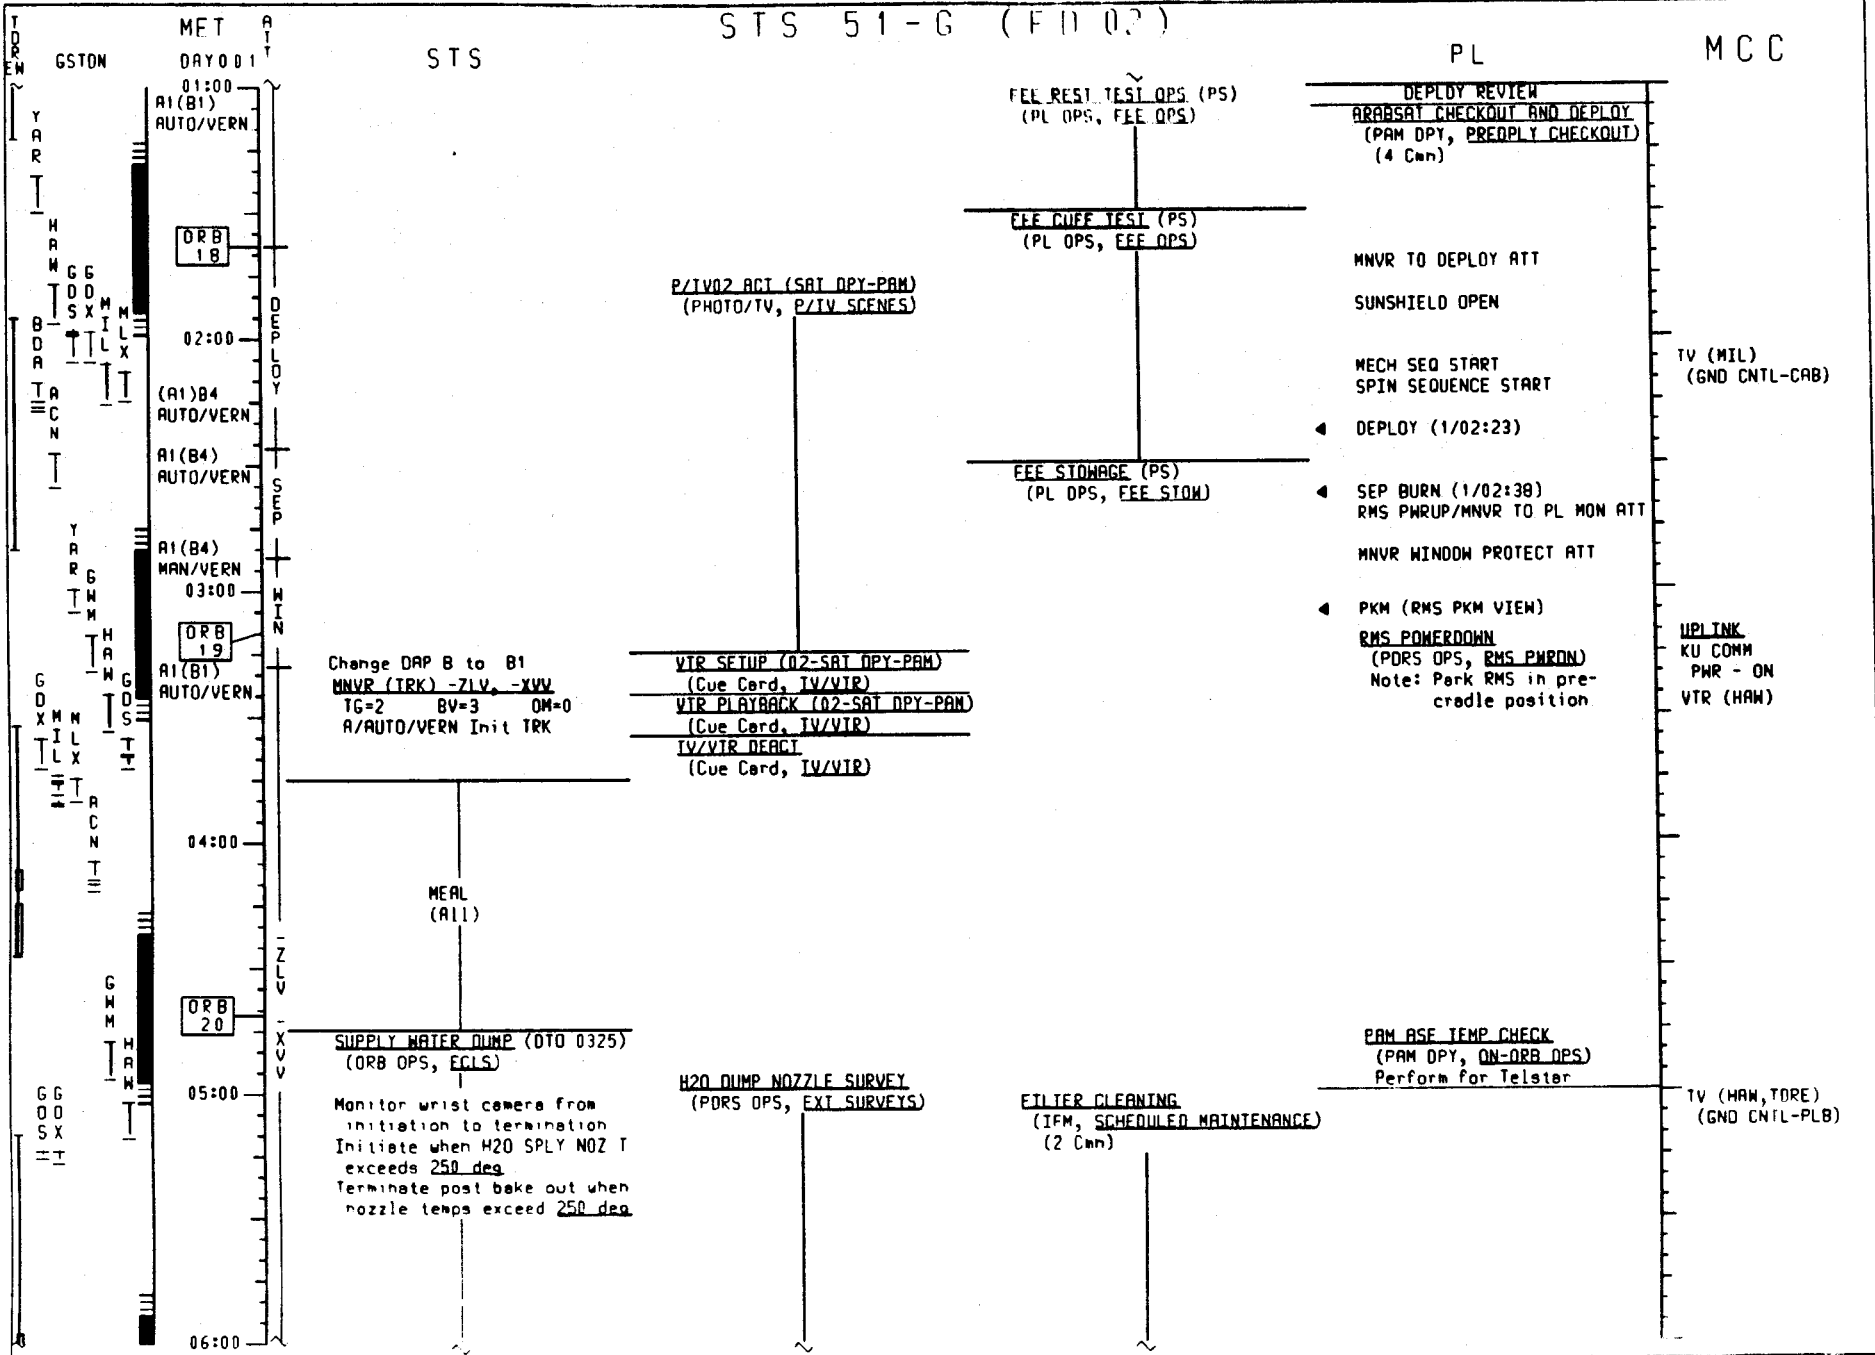 STS 51-G (FD 02)
TDRW
E
GSTDN
MET
DAY001
ATT
STS
PL
MCC
01:00
A1(B1)
AUTO/VERN
YAR
HAW
GDS
GDX
MIL
MLX
BDA
ACN
ORB
18
DEPLOY
02:00
(A1)B4
AUTO/VERN
A1(B4)
AUTO/VERN
SEP
YAR
GWM
HAW
A1(B4)
MAN/VERN
03:00
WIN
ORB
19
A1(B1)
AUTO/VERN
GDX
MIL
MLX
GDS
ACN
04:00
-ZLV
-XVV
GWM
HAW
ORB
20
05:00
GDS
GDX
06:00
Change DAP B to B1
MNVR (TRK) -ZLV, -XVV
TG=2 BV=3 OM=0
A/AUTO/VERN Init TRK
MEAL
(All)
SUPPLY WATER DUMP (DTO 0325)
(ORB OPS, ECLS)
Monitor wrist camera from
initiation to termination
Initiate when H2O SPLY NOZ T
exceeds 250 deg
Terminate post bake out when
nozzle temps exceed 250 deg
P/TV02 ACT (SAT DPY-PAM)
(PHOTO/TV, P/TV SCENES)
VTR SETUP (02-SAT DPY-PAM)
(Cue Card, TV/VTR)
VTR PLAYBACK (02-SAT DPY-PAM)
(Cue Card, TV/VTR)
TV/VTR DEACT
(Cue Card, TV/VTR)
H2O DUMP NOZZLE SURVEY
(PDRS OPS, EXT SURVEYS)
FEE REST TEST OPS (PS)
(PL OPS, FEE OPS)
FEE CUFF TEST (PS)
(PL OPS, FEE OPS)
FEE STOWAGE (PS)
(PL OPS, FEE STOW)
FILTER CLEANING
(IFM, SCHEDULED MAINTENANCE)
(2 Cmn)
DEPLOY REVIEW
ARABSAT CHECKOUT AND DEPLOY
(PAM DPY, PREDPLY CHECKOUT)
(4 Cmn)
MNVR TO DEPLOY ATT
SUNSHIELD OPEN
MECH SEQ START
SPIN SEQUENCE START
DEPLOY (1/02:23)
SEP BURN (1/02:38)
RMS PWRUP/MNVR TO PL MON ATT
MNVR WINDOW PROTECT ATT
PKM (RMS PKM VIEW)
RMS POWERDOWN
(PDRS OPS, RMS PWRDN)
Note: Park RMS in pre-
cradle position
PAM ASE TEMP CHECK
(PAM DPY, ON-ORB OPS)
Perform for Telstar
TV (MIL)
(GND CNTL-CAB)
UPLINK
KU COMM
PWR - ON
VTR (HAW)
TV (HAW,TDRE)
(GND CNTL-PLB)